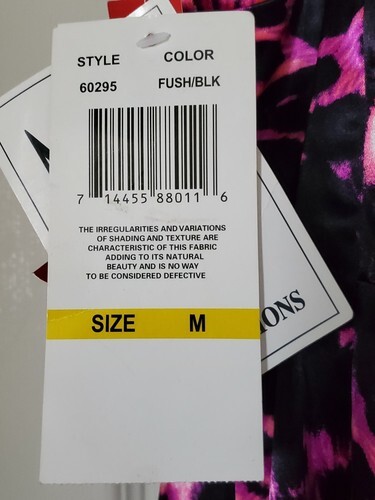 STYLE COLOR
60295 FUSH/BLK
7 14455 88011 6
THE IRREGULARITIES AND VARIATIONS
OF SHADING AND TEXTURE ARE
CHARACTERISTIC OF THIS FABRIC
ADDING TO ITS NATURAL
BEAUTY AND IS NO WAY
TO BE CONSIDERED DEFECTIVE
SIZE M